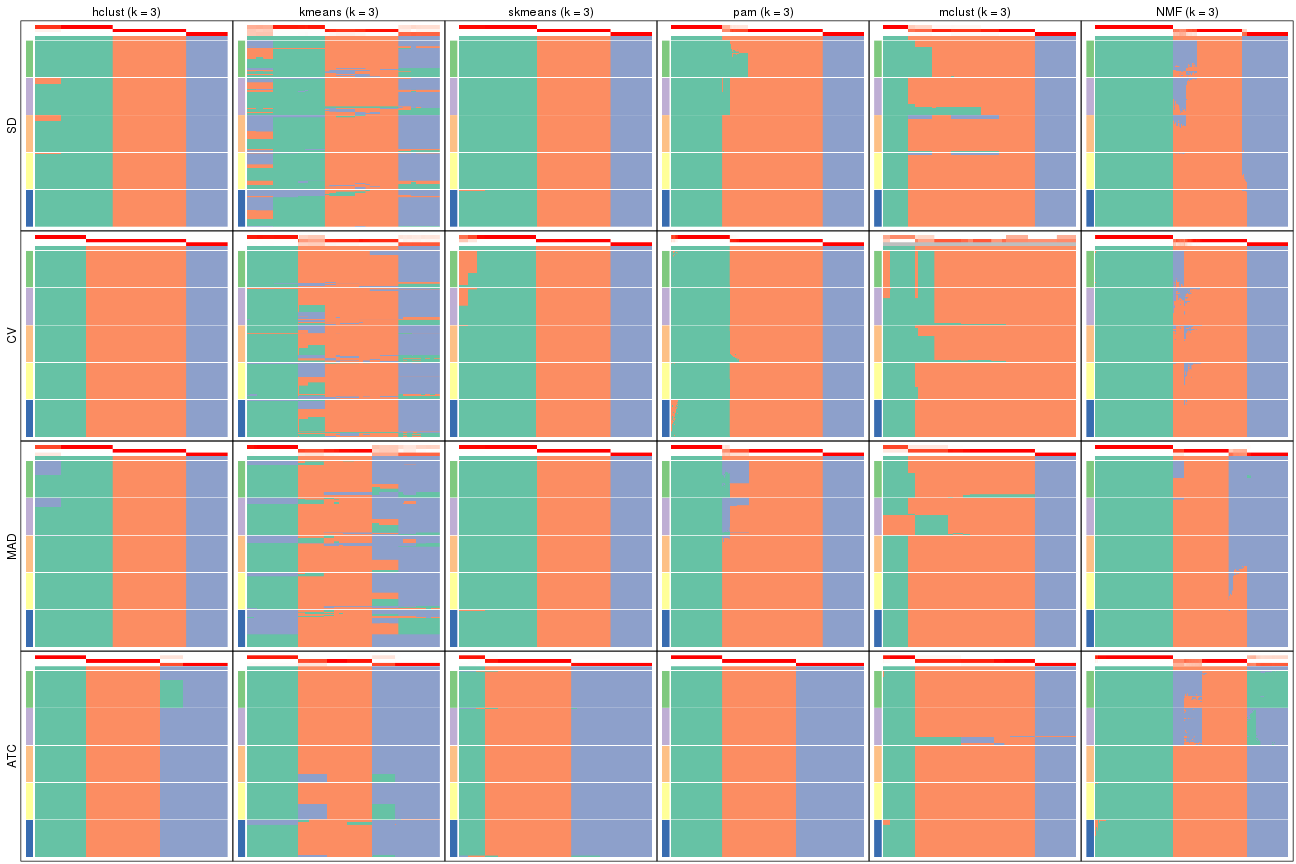 hclust (k = 3) kmeans (k = 3) skmeans (k = 3) pam (k = 3) mclust (k = 3) NMF (k = 3)
SD
CV
MAD
ATC